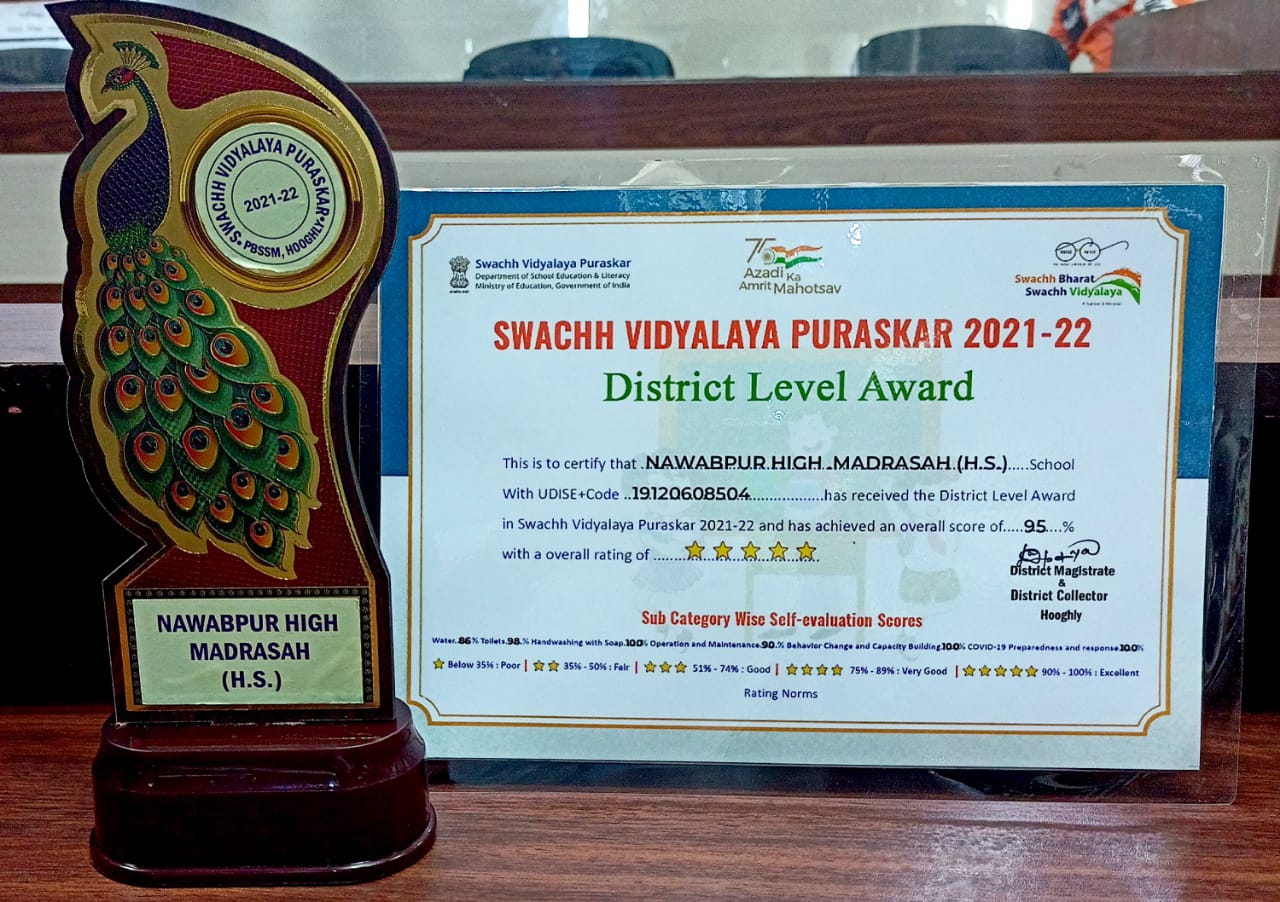 SWACHH VIDYALAYA PURASKAR
2021-22
PBSSM, HOOGHLY
NAWABPUR HIGH
MADRASAH
(H.S.)
Swachh Vidyalaya Puraskar
Department of School Education & Literacy
Ministry of Education, Government of India
75
Azadi Ka
Amrit Mahotsav
Swachh Bharat
Swachh Vidyalaya
SWACHH VIDYALAYA PURASKAR 2021-22
District Level Award
This is to certify that .NAWABPUR HIGH MADRASAH (H.S.).....School
With UDISE+Code ..19120608504.................has received the District Level Award
in Swachh Vidyalaya Puraskar 2021-22 and has achieved an overall score of.....95....%
with a overall rating of ........
District Magistrate
&
District Collector
Hooghly
Sub Category Wise Self-evaluation Scores
Water.86% Toilets.98.% Handwashing with Soap.100% Operation and Maintenance.90.% Behavior Change and Capacity Building100% COVID-19 Preparedness and response100%
Below 35% : Poor | 35% - 50% : Fair | 51% - 74% : Good | 75% - 89% : Very Good | 90% - 100% : Excellent
Rating Norms